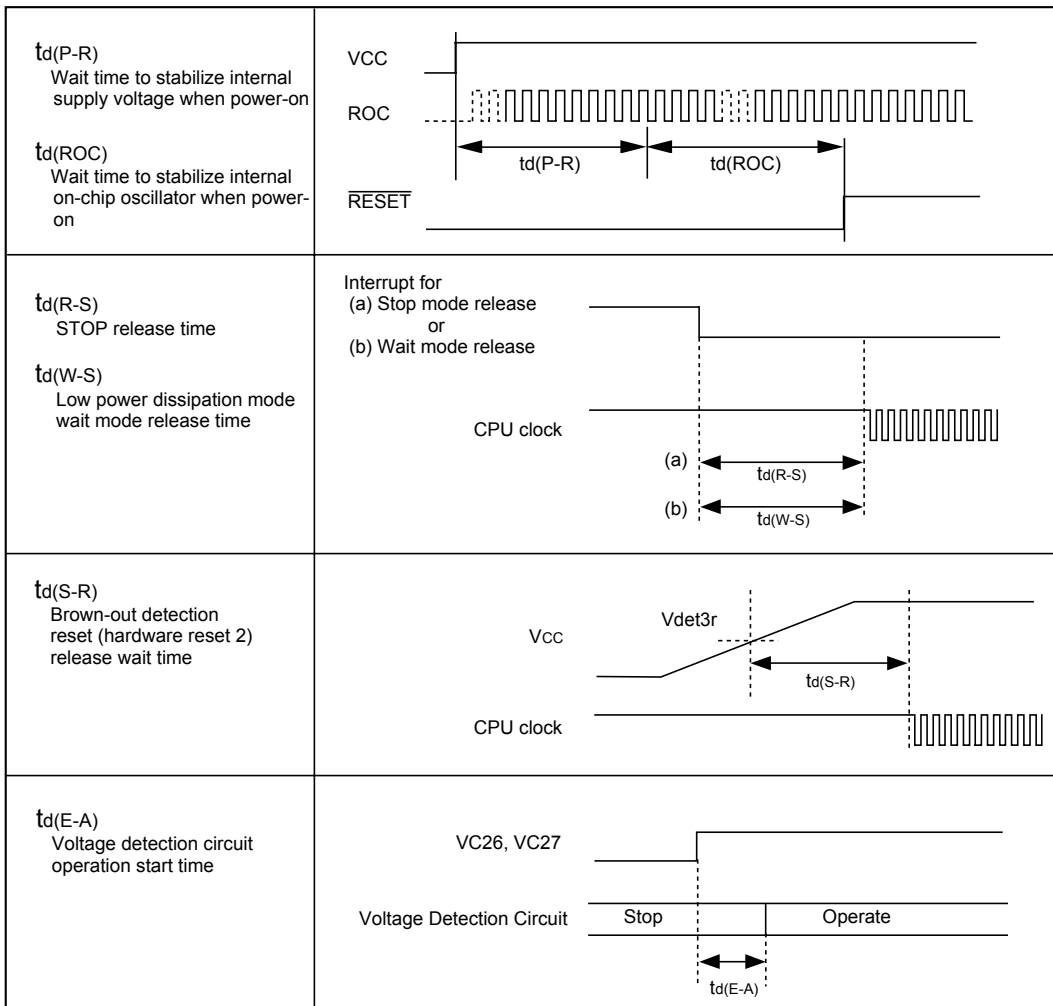 td(P-R)
Wait time to stabilize internal
supply voltage when power-on
td(ROC)
Wait time to stabilize internal
on-chip oscillator when power-
on
VCC
ROC
td(P-R)
td(ROC)
RESET
td(R-S)
STOP release time
td(W-S)
Low power dissipation mode
wait mode release time
Interrupt for
(a) Stop mode release
or
(b) Wait mode release
CPU clock
(a)
td(R-S)
(b)
td(W-S)
td(S-R)
Brown-out detection
reset (hardware reset 2)
release wait time
Vdet3r
VCC
td(S-R)
CPU clock
td(E-A)
Voltage detection circuit
operation start time
VC26, VC27
Voltage Detection Circuit
Stop
Operate
td(E-A)